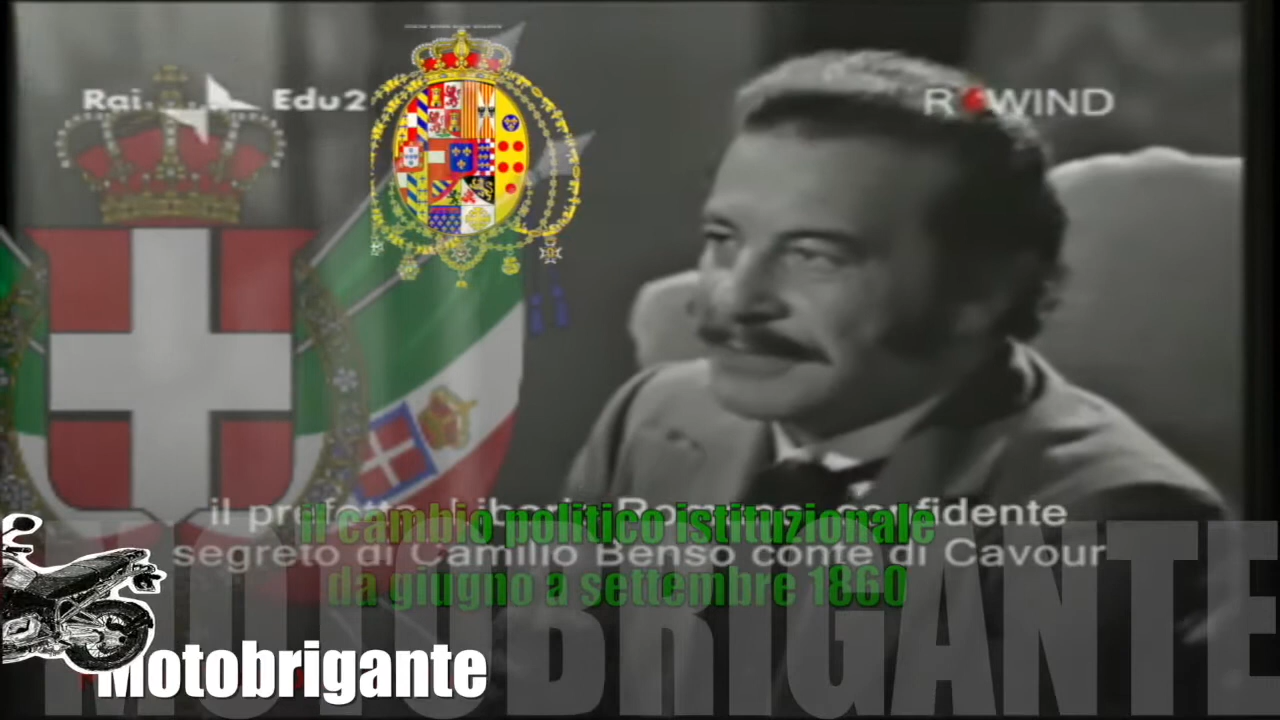 Rai Edu2
REWIND
il prefetto Liborio Romano, confidente
segreto di Camillo Benso conte di Cavour
il cambio politico istituzionale
da giugno a settembre 1860
MOTOBRIGANTE
Motobrigante